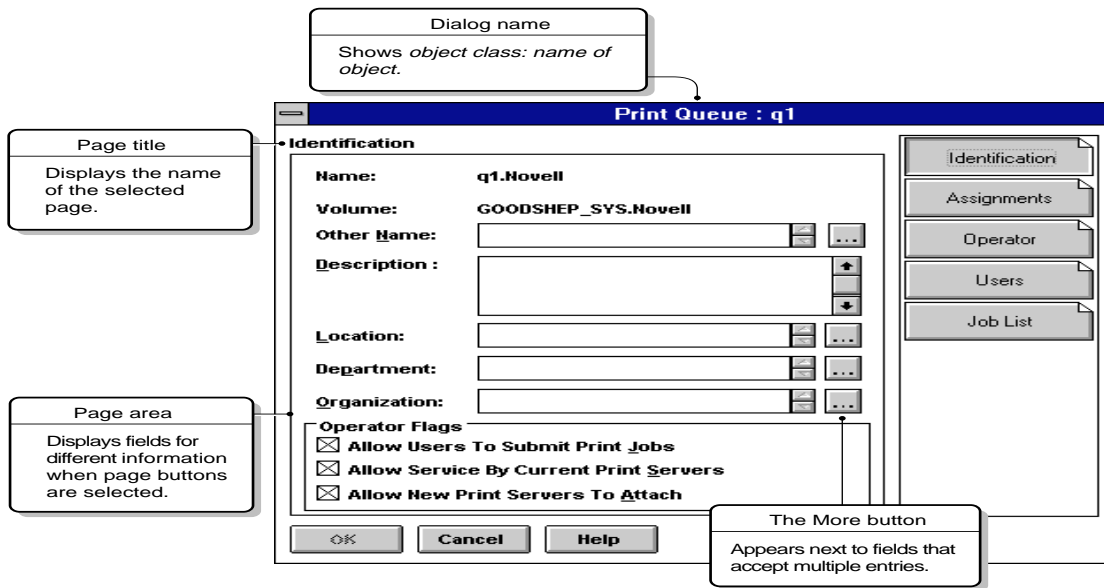 Dialog name
Shows object class: name of
object.
Print Queue : q1
Page title
Displays the name
of the selected
page.
Identification
Name: q1.Novell
Volume: GOODSHEP_SYS.Novell
Other Name:
...
Description :
Location:
...
Department:
...
Organization:
...
Operator Flags
Allow Users To Submit Print Jobs
Allow Service By Current Print Servers
Allow New Print Servers To Attach
OK
Cancel
Help
Identification
Assignments
Operator
Users
Job List
Page area
Displays fields for
different information
when page buttons
are selected.
The More button
Appears next to fields that
accept multiple entries.